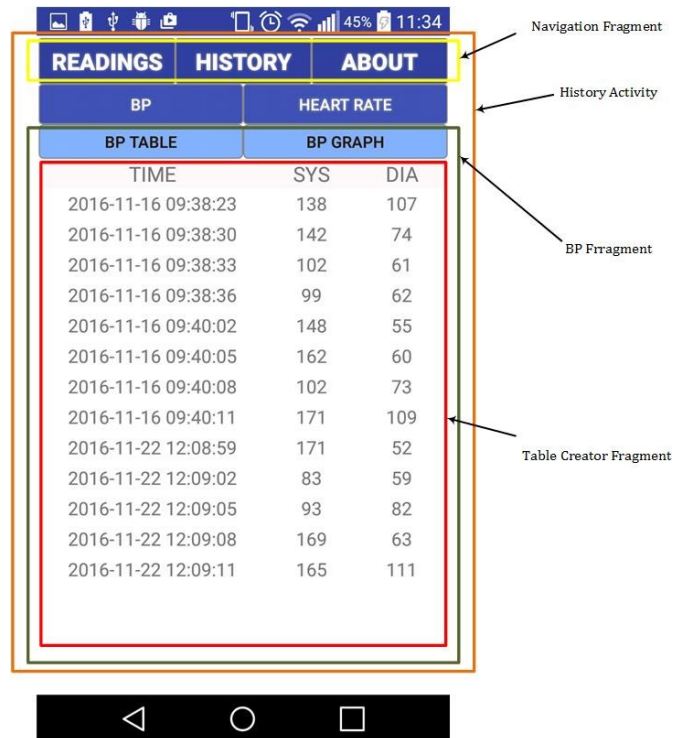 45% 11:34
Navigation Fragment
READINGS HISTORY ABOUT
History Activity
BP HEART RATE
BP TABLE BP GRAPH
TIME SYS DIA
2016-11-16 09:38:23 138 107
2016-11-16 09:38:30 142 74
BP Frragment
2016-11-16 09:38:33 102 61
2016-11-16 09:38:36 99 62
2016-11-16 09:40:02 148 55
2016-11-16 09:40:05 162 60
2016-11-16 09:40:08 102 73
2016-11-16 09:40:11 171 109
2016-11-22 12:08:59 171 52
Table Creator Fragment
2016-11-22 12:09:02 83 59
2016-11-22 12:09:05 93 82
2016-11-22 12:09:08 169 63
2016-11-22 12:09:11 165 111